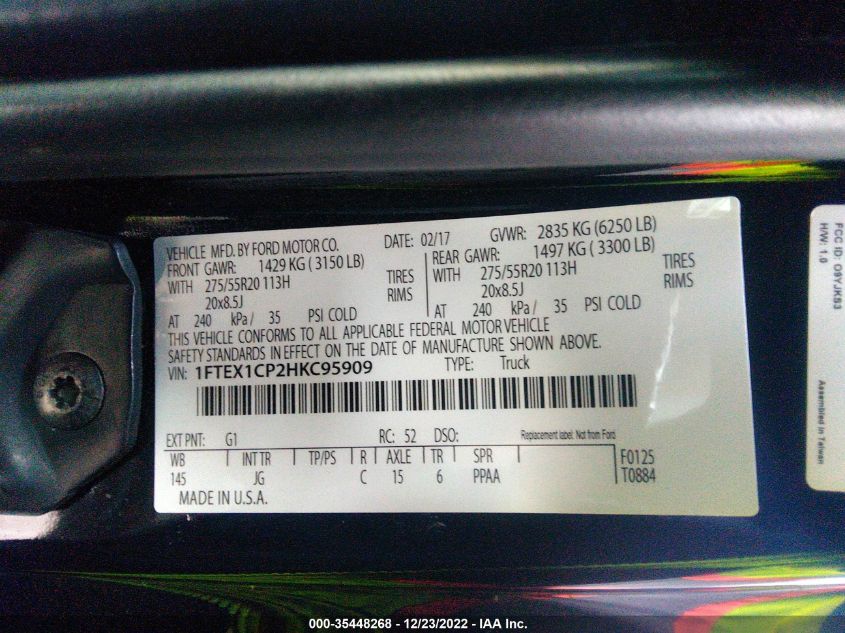 VEHICLE MFD. BY FORD MOTOR CO. DATE: 02/17 GVWR: 2835 KG (6250 LB)
FRONT GAWR: 1429 KG (3150 LB) REAR GAWR: 1497 KG (3300 LB)
WITH 275/55R20 113H TIRES WITH 275/55R20 113H TIRES
20x8.5J RIMS 20x8.5J RIMS
AT 240 kPa/ 35 PSI COLD AT 240 kPa/ 35 PSI COLD
THIS VEHICLE CONFORMS TO ALL APPLICABLE FEDERAL MOTOR VEHICLE
SAFETY STANDARDS IN EFFECT ON THE DATE OF MANUFACTURE SHOWN ABOVE.
VIN: 1FTEX1CP2HKC95909 TYPE: Truck
EXT PNT: G1 RC: 52 DSO: Replacement label: Not from Ford
WB INT TR TP/PS R AXLE TR SPR F0125
145 JG C 15 6 PPAA T0884
MADE IN U.S.A.
FCC ID: O9YJKS3
H/W: 1.0
Assembled in Taiwan
000-35448268 - 12/23/2022 - IAA Inc.